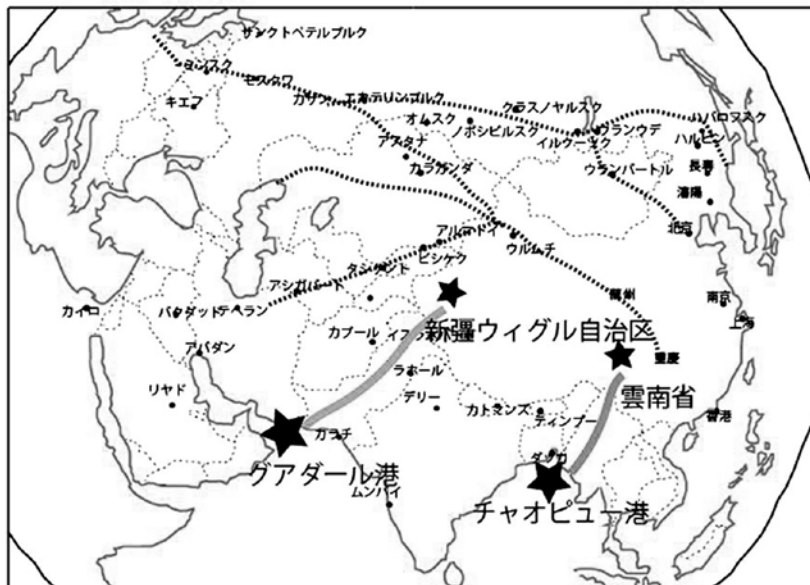 サンクトペテルブルク
ミンスク
モスクワ
キエフ
カザン
エカテリンブルク
オムスク
クラスノヤルスク
ノボシビルスク
イルクーツク
ウランウデ
ハバロフスク
ハルビン
アスタナ
カラガンダ
ウランバートル
長春
瀋陽
北京
アルマトイ
ウルムチ
ビシケク
タシケント
アシガバード
テヘラン
カイロ
バグダッド
蘭州
南京
上海
新疆ウィグル自治区
カブール
アバダン
重慶
ラホール
リヤド
デリー
カトマンズ
ティンプー
雲南省
香港
カラチ
グアダール港
ダッカ
ムンバイ
チャオピュー港